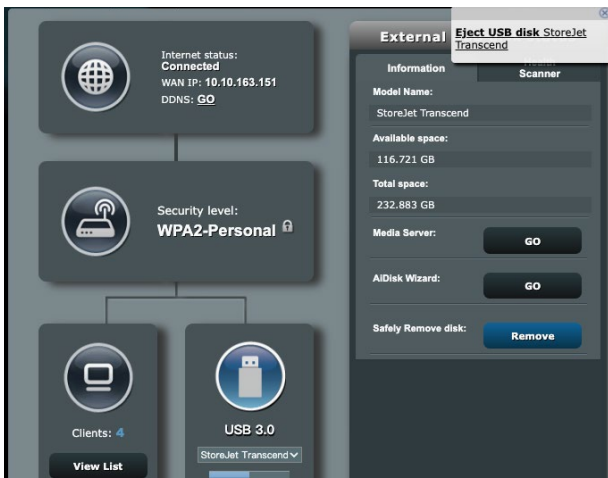 Internet status:
Connected
WAN IP: 10.10.163.151
DDNS: GO
Security level:
WPA2-Personal
Clients: 4
View List
USB 3.0
StoreJet Transcend
External
Eject USB disk StoreJet
Transcend
Information
Scanner
Model Name:
StoreJet Transcend
Available space:
116.721 GB
Total space:
232.883 GB
Media Server:
GO
AiDisk Wizard:
GO
Safely Remove disk:
Remove